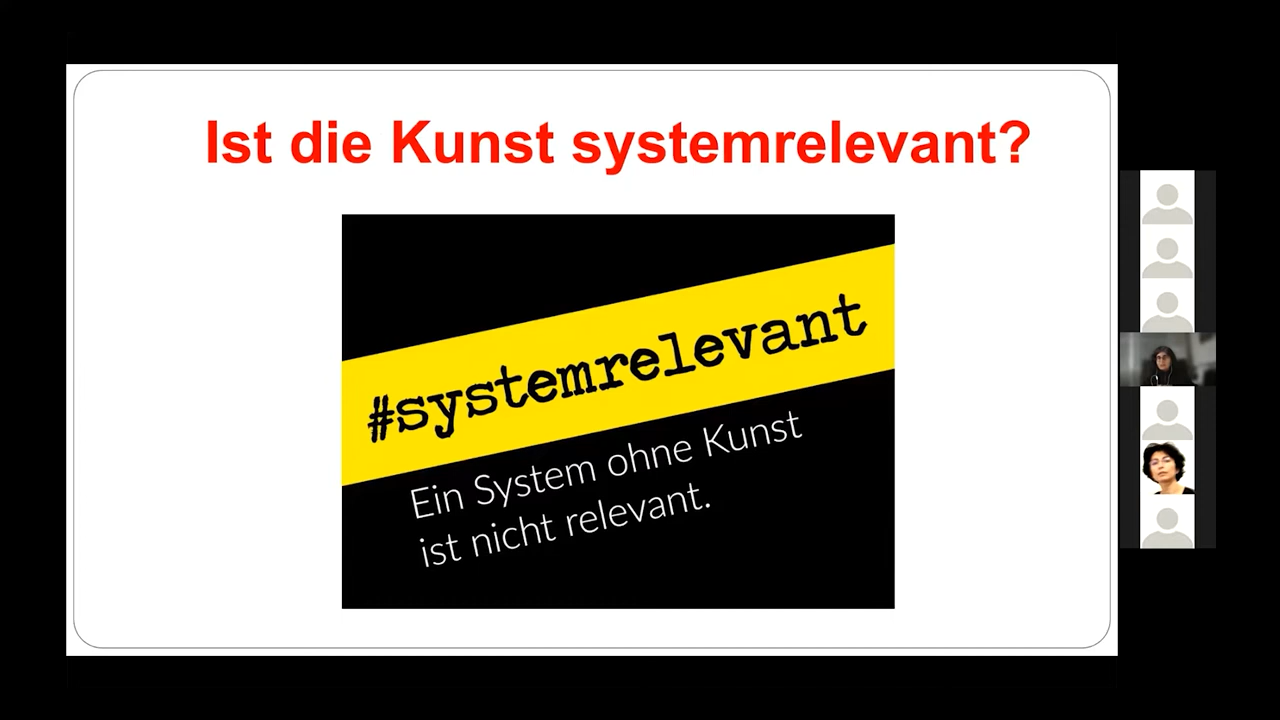 Ist die Kunst systemrelevant?
#systemrelevant
Ein System ohne Kunst
ist nicht relevant.